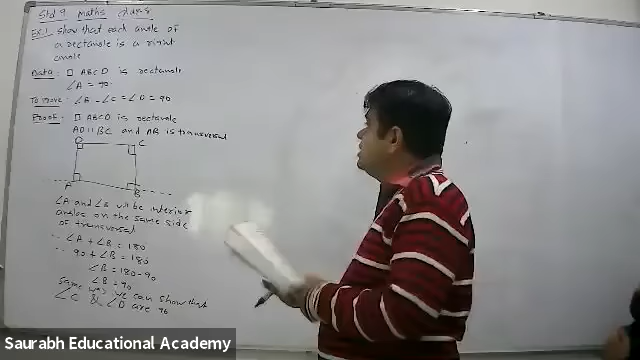 Std 9 Maths
Ex.1 show that each angle of
a rectangle is a right
angle
Data: □ ABCD is rectangle
∠A = 90
To Prove: ∠B = ∠C = ∠D = 90
Proof: □ ABCD is rectangle
AD || BC and AB is transversal
D C
A B
∠A and ∠B will be interior
angles on the same side
of transversal
∴ ∠A + ∠B = 180
∴ 90 + ∠B = 180
∠B = 180 - 90
∠B = 90
Same way we can show that
∠C & ∠D are 90
Saurabh Educational Academy